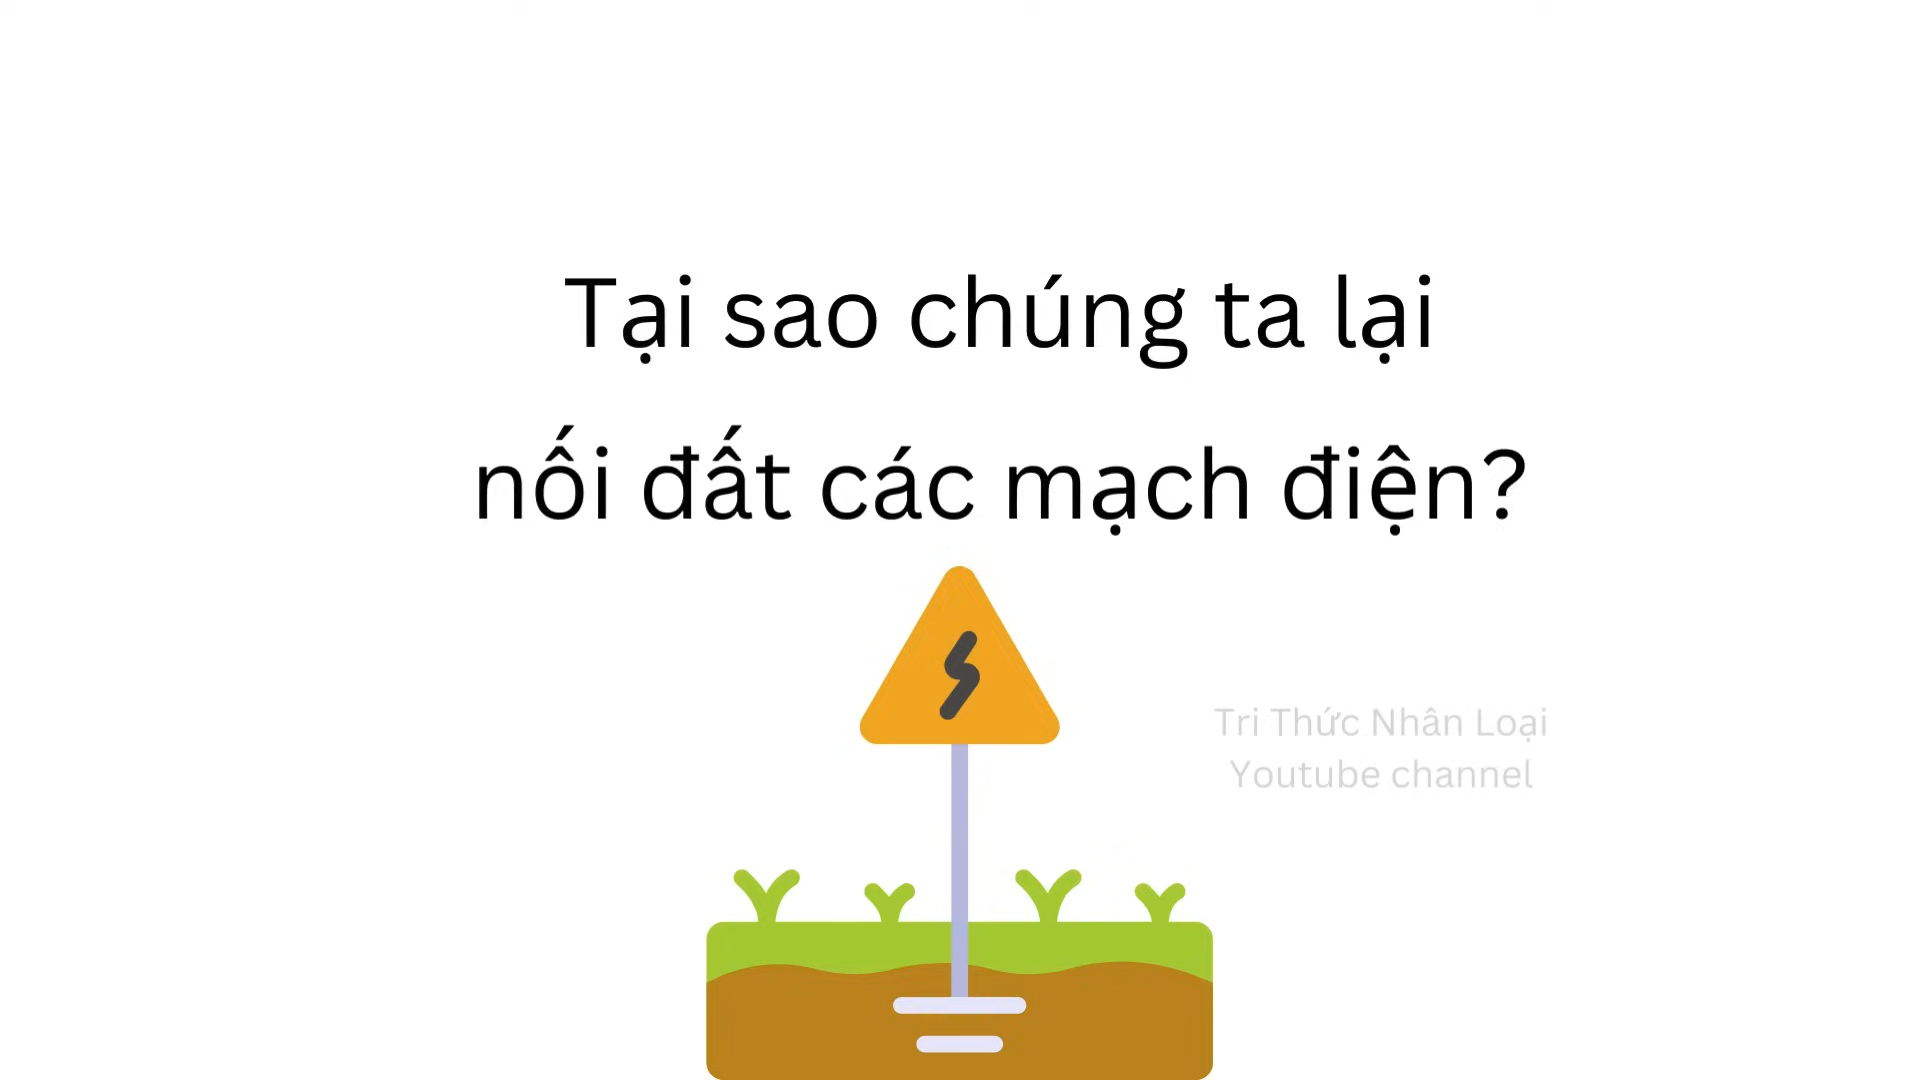 Tại sao chúng ta lại
nối đất các mạch điện?
Tri Thức Nhân Loại
Youtube channel